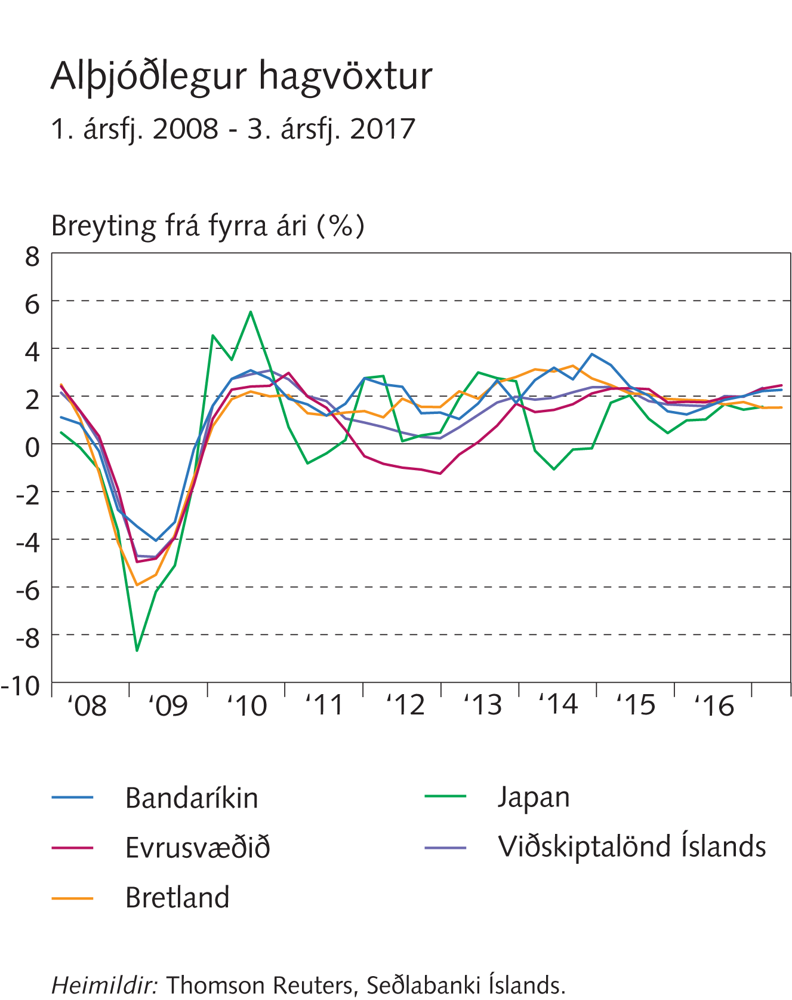 Alþjóðlegur hagvöxtur
1. ársfj. 2008 - 3. ársfj. 2017
Breyting frá fyrra ári (%)
8
6
4
2
0
-2
-4
-6
-8
-10
‘08 ‘09 ‘10 ‘11 ‘12 ‘13 ‘14 ‘15 ‘16
Bandaríkin
Evrusvæðið
Bretland
Japan
Viðskiptalönd Íslands
Heimildir: Thomson Reuters, Seðlabanki Íslands.